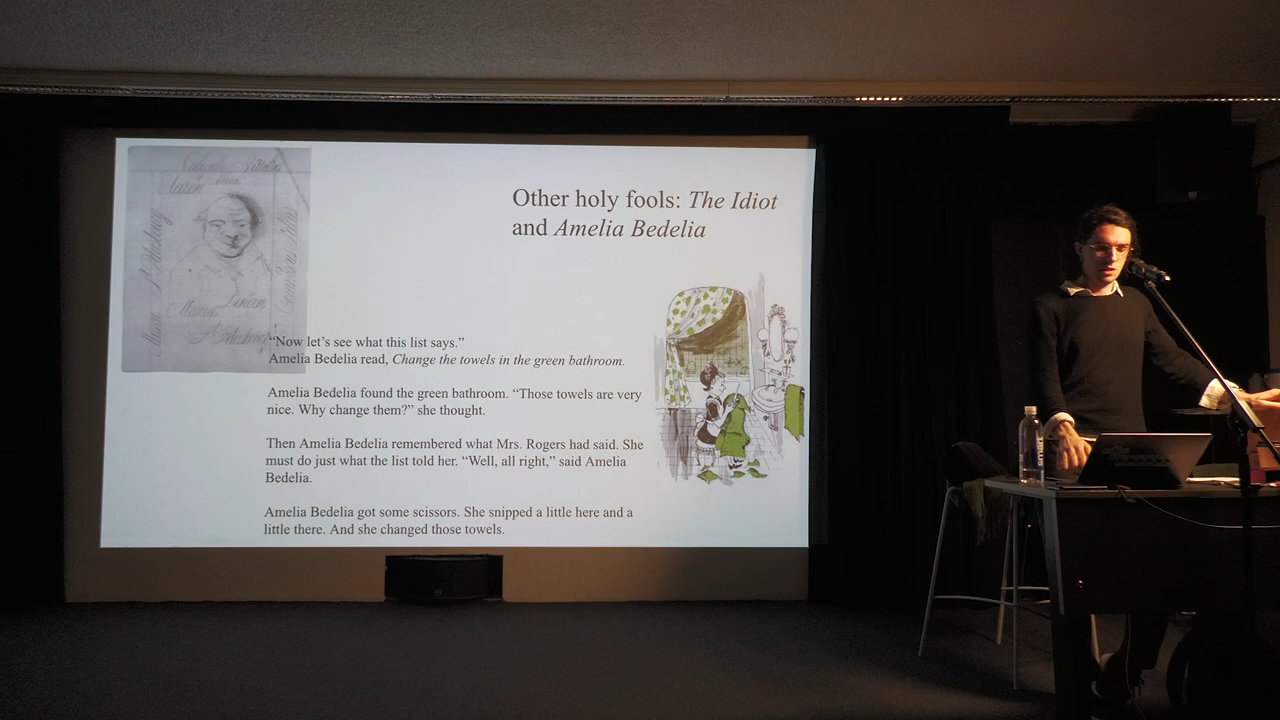 Other holy fools: The Idiot
and Amelia Bedelia
“Now let’s see what this list says.”
Amelia Bedelia read, Change the towels in the green bathroom.
Amelia Bedelia found the green bathroom. “Those towels are very
nice. Why change them?” she thought.
Then Amelia Bedelia remembered what Mrs. Rogers had said. She
must do just what the list told her. “Well, all right,” said Amelia
Bedelia.
Amelia Bedelia got some scissors. She snipped a little here and a
little there. And she changed those towels.